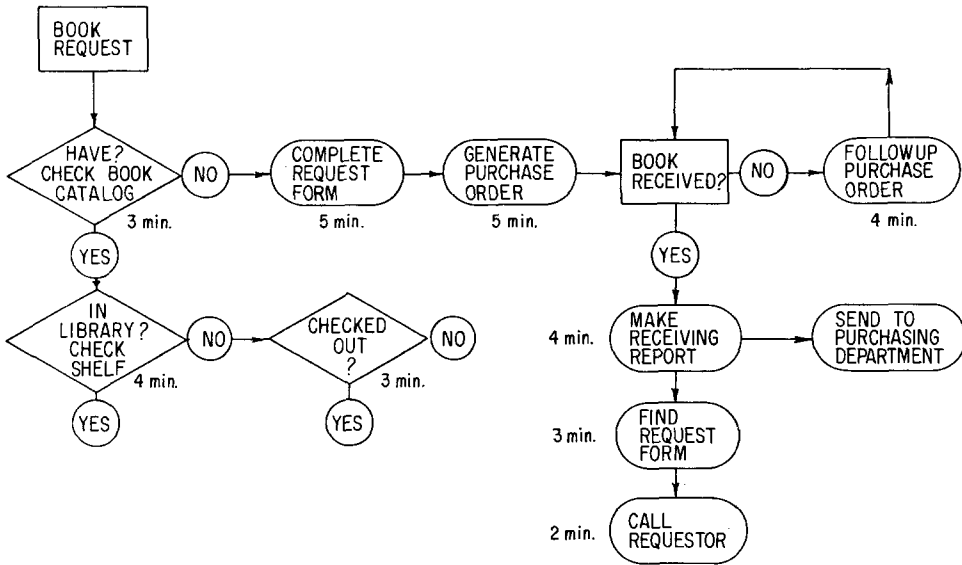 BOOK
REQUEST
HAVE?
CHECK BOOK
CATALOG
3 min.
NO
COMPLETE
REQUEST
FORM
5 min.
GENERATE
PURCHASE
ORDER
5 min.
BOOK
RECEIVED?
NO
FOLLOWUP
PURCHASE
ORDER
4 min.
YES
IN
LIBRARY?
CHECK
SHELF
4 min.
NO
CHECKED
OUT
?
3 min.
NO
YES
YES
YES
4 min.
MAKE
RECEIVING
REPORT
SEND TO
PURCHASING
DEPARTMENT
3 min.
FIND
REQUEST
FORM
2 min.
CALL
REQUESTOR